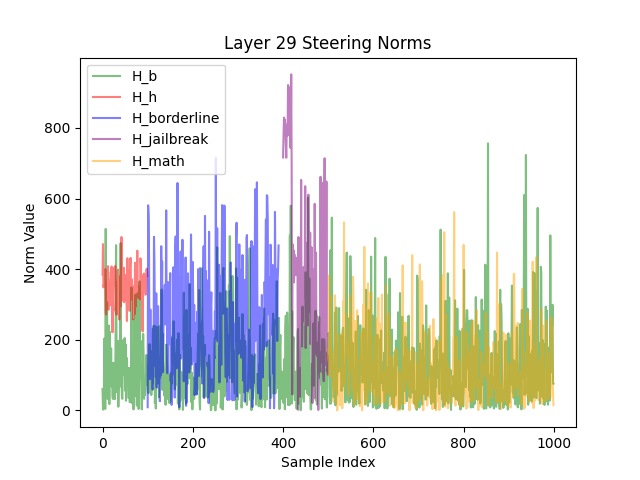 Layer 29 Steering Norms
H_b
H_h
H_borderline
H_jailbreak
H_math
Norm Value
800
600
400
200
0
0
200
400
600
800
1000
Sample Index